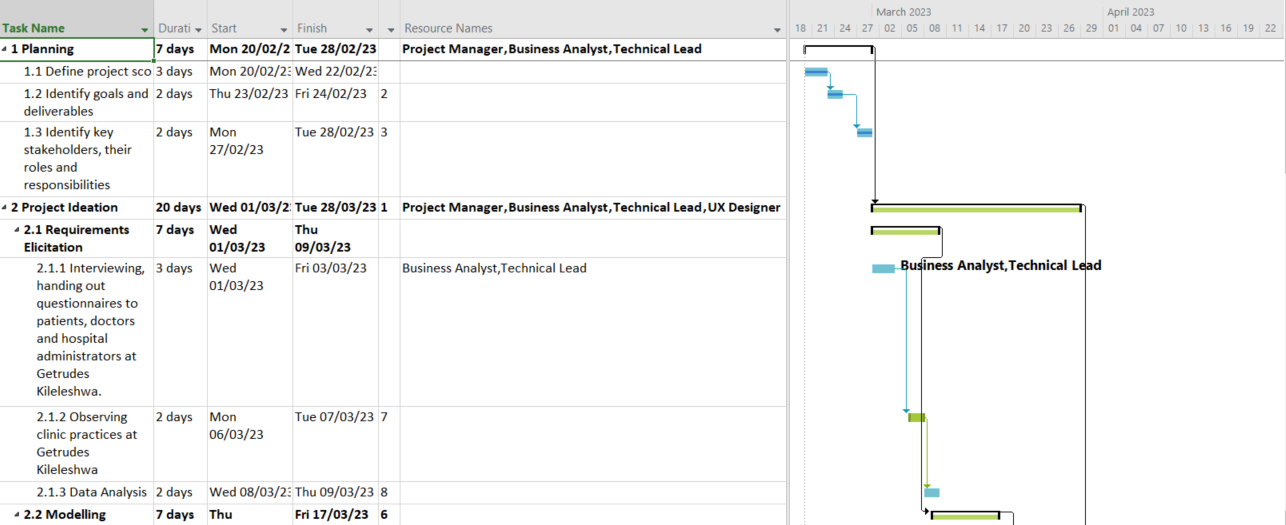 March 2023 April 2023
Task Name Durati Start Finish Resource Names 18 21 24 27 02 05 08 11 14 17 20 23 26 29 01 04 07 10 13 16 19 22
1 Planning 7 days Mon 20/02/2 Tue 28/02/23 Project Manager,Business Analyst,Technical Lead
1.1 Define project sco 3 days Mon 20/02/23 Wed 22/02/23
1.2 Identify goals and 2 days Thu 23/02/23 Fri 24/02/23 2
deliverables
1.3 Identify key 2 days Mon Tue 28/02/23 3
stakeholders, their 27/02/23
roles and
responsibilities
2 Project Ideation 20 days Wed 01/03/2 Tue 28/03/23 1 Project Manager,Business Analyst,Technical Lead,UX Designer
2.1 Requirements 7 days Wed Thu
Elicitation 01/03/23 09/03/23
2.1.1 Interviewing, 3 days Wed Fri 03/03/23 Business Analyst,Technical Lead Business Analyst,Technical Lead
handing out 01/03/23
questionnaires to
patients, doctors
and hospital
administrators at
Getrudes
Kileleshwa.
2.1.2 Observing 2 days Mon Tue 07/03/23 7
clinic practices at 06/03/23
Getrudes
Kileleshwa
2.1.3 Data Analysis 2 days Wed 08/03/23 Thu 09/03/23 8
2.2 Modelling 7 days Thu Fri 17/03/23 6